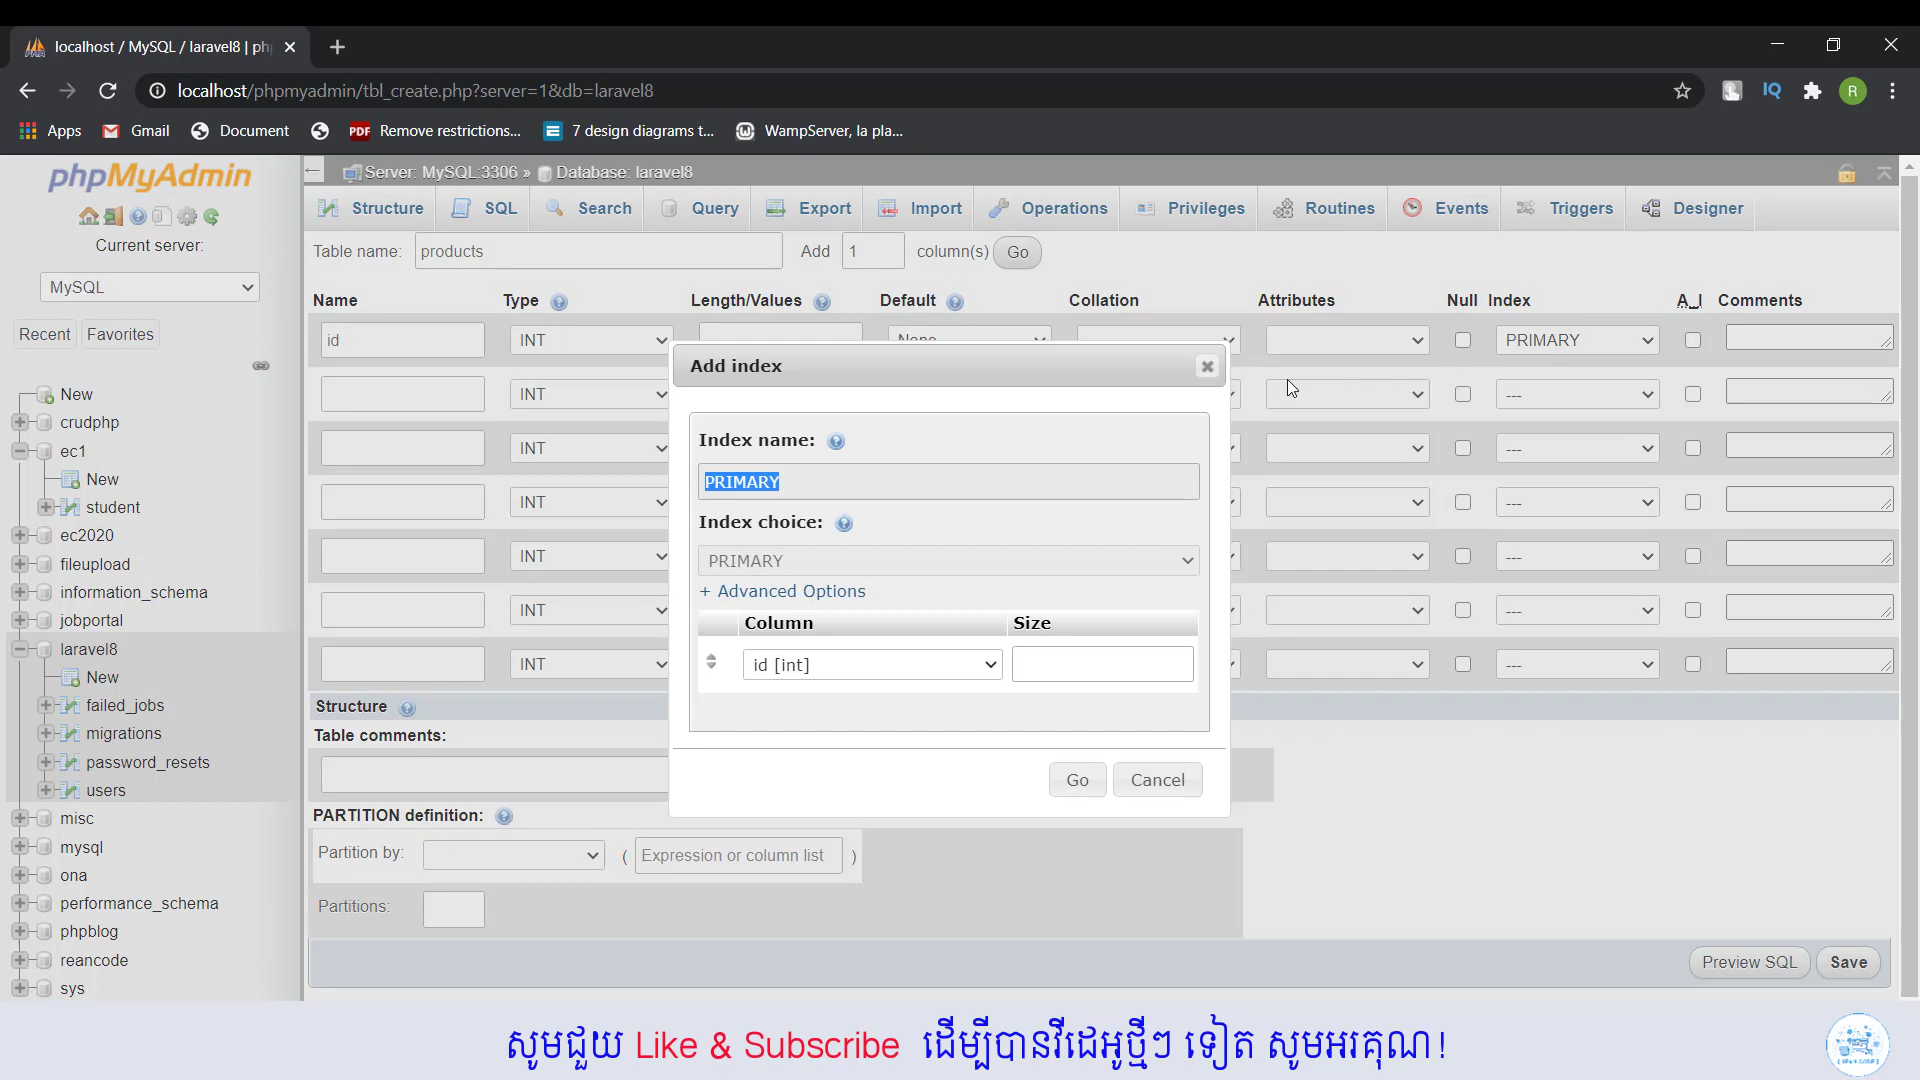 localhost / MySQL / laravel8 | ph
localhost/phpmyadmin/tbl_create.php?server=1&db=laravel8
IQ
R
Apps
Gmail
Document
PDF Remove restrictions...
7 design diagrams t...
WampServer, la pla...
phpMyAdmin
Current server:
MySQL
Recent Favorites
New
crudphp
ec1
New
student
ec2020
fileupload
information_schema
jobportal
laravel8
New
failed_jobs
migrations
password_resets
users
misc
mysql
ona
performance_schema
phpblog
reancode
sys
Server: MySQL:3306 » Database: laravel8
Structure SQL Search Query Export Import Operations Privileges Routines Events Triggers Designer
Table name: products Add 1 column(s) Go
Name Type Length/Values Default Collation Attributes Null Index A_I Comments
id INT None PRIMARY
INT ---
INT ---
INT ---
INT ---
INT ---
INT ---
Add index
Index name:
PRIMARY
Index choice:
PRIMARY
+ Advanced Options
Column Size
id [int]
Go Cancel
Structure
Table comments:
PARTITION definition:
Partition by: ( Expression or column list )
Partitions:
Preview SQL Save
សូមជួយ Like & Subscribe ដើម្បីបានវីដេអូថ្មីៗ ទៀត សូមអរគុណ!